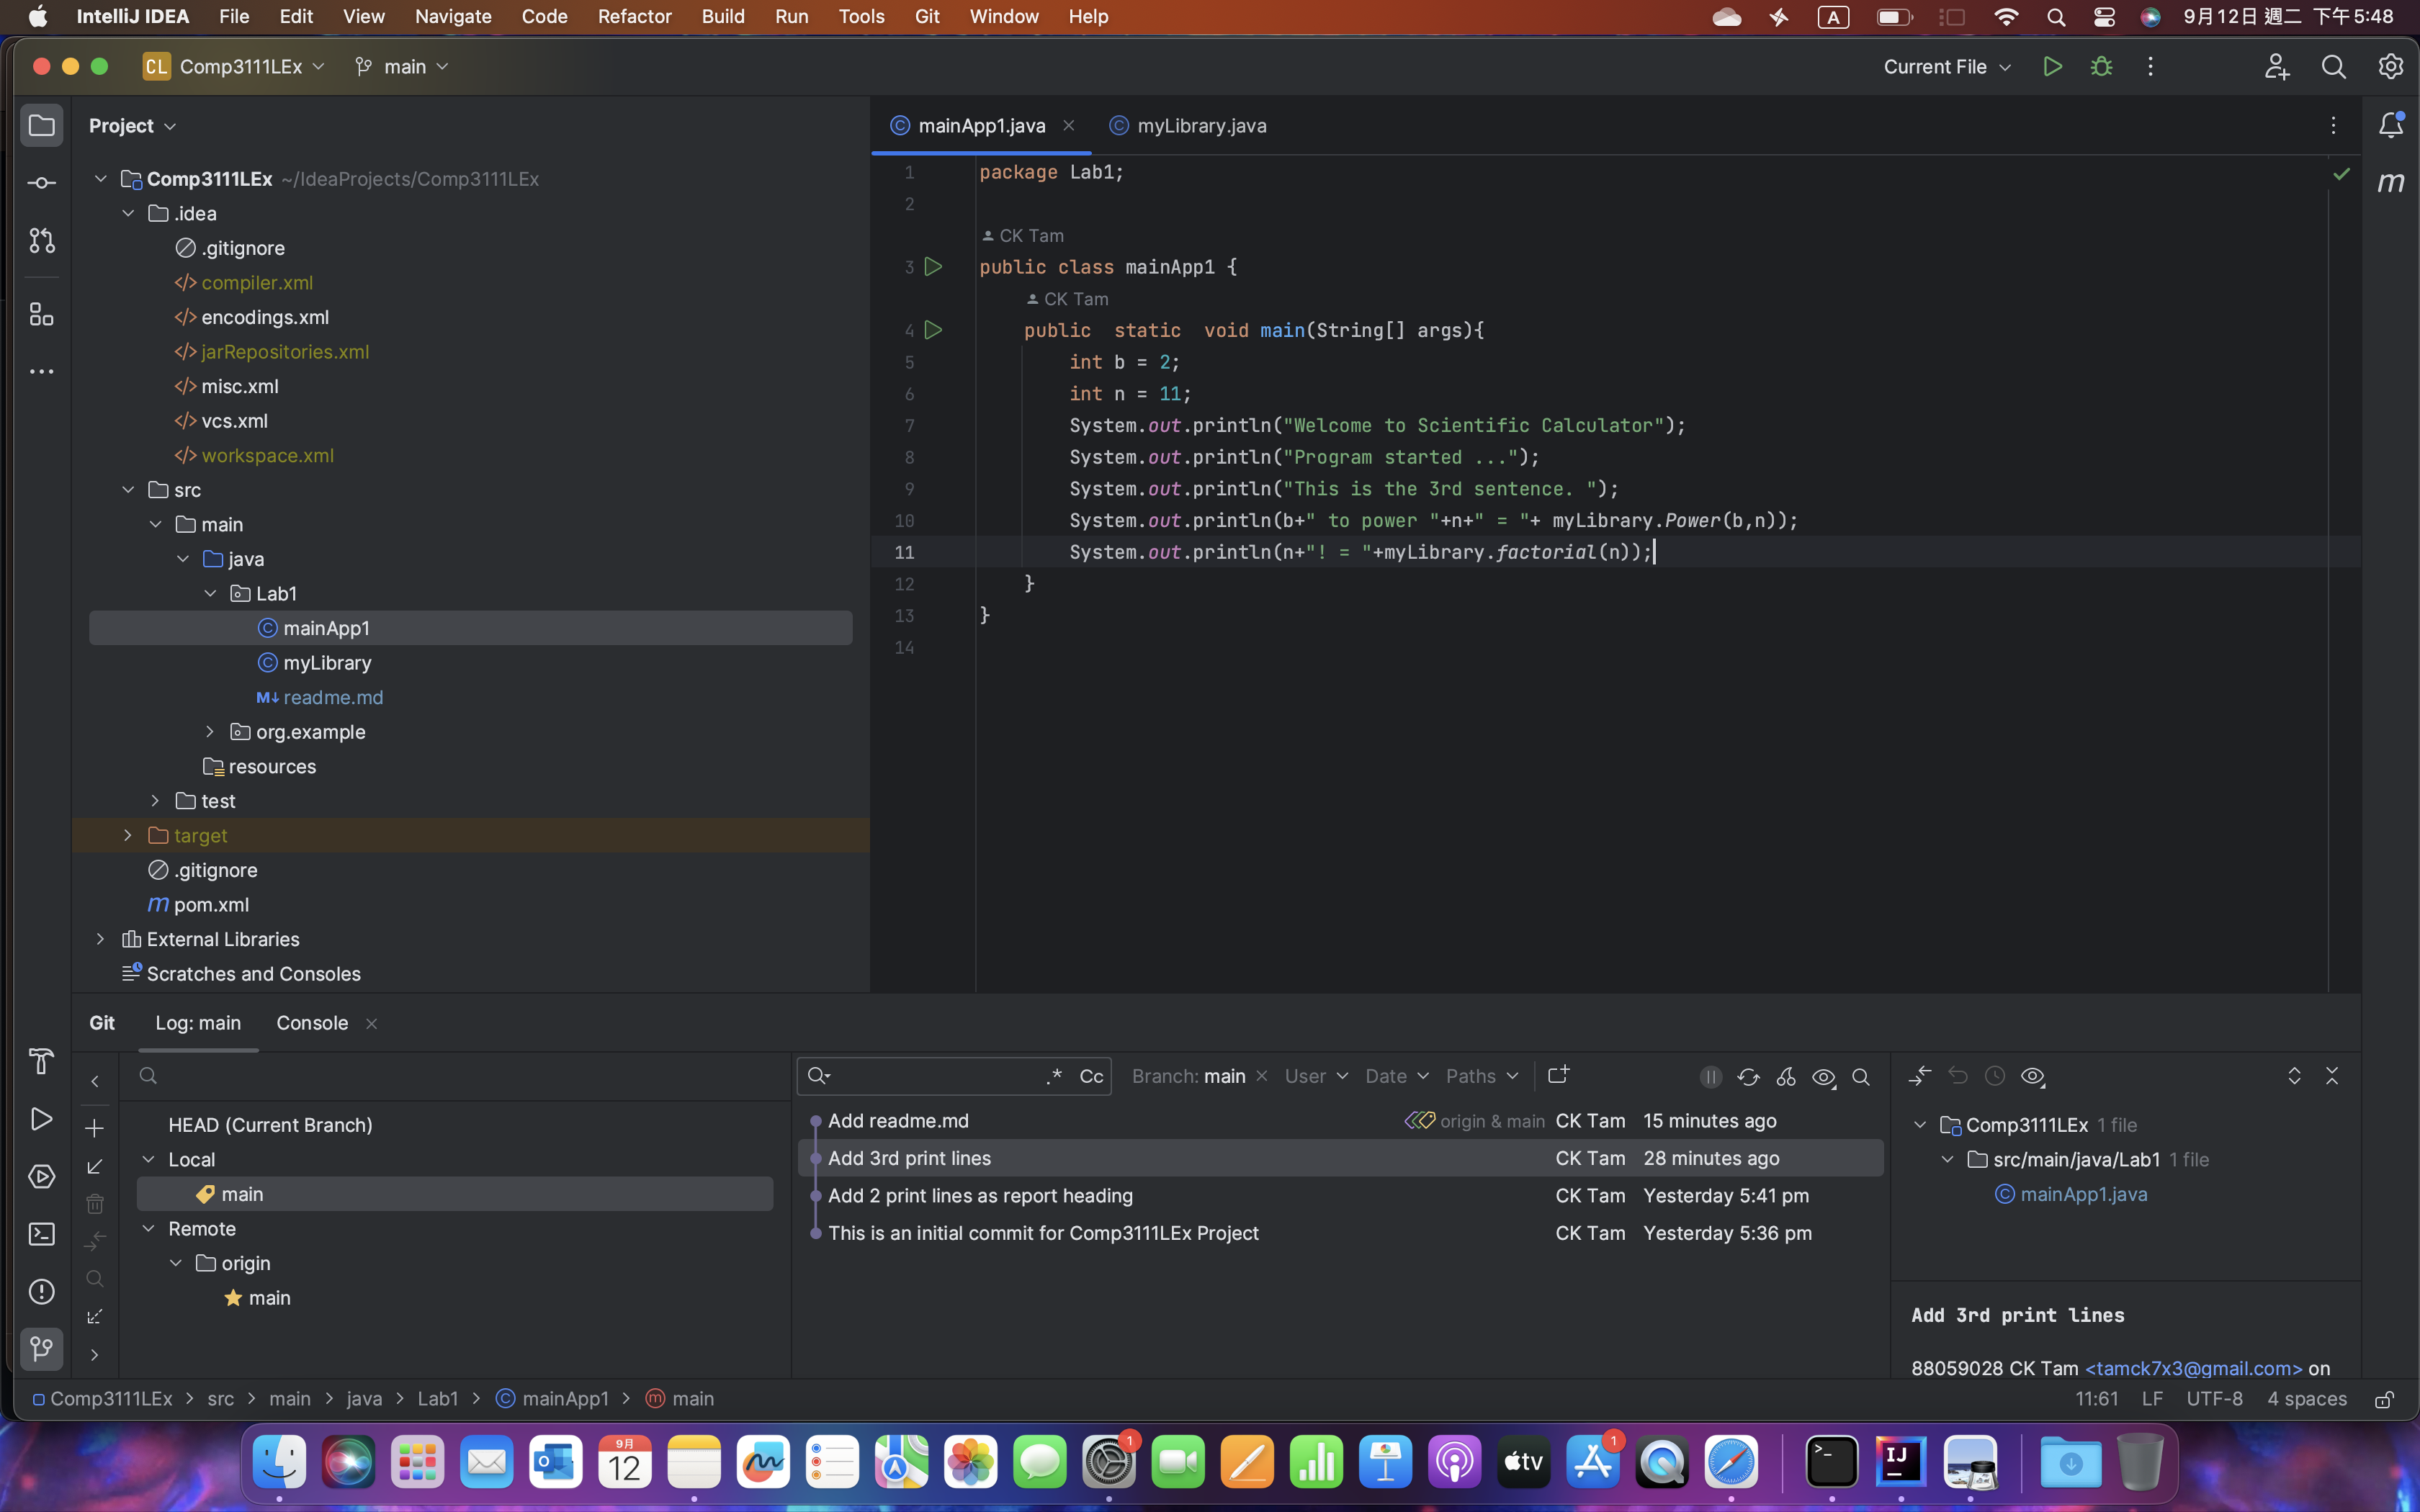 IntelliJ IDEA File Edit View Navigate Code Refactor Build Run Tools Git Window Help A 9月12日 週二 下午5:48
CL Comp3111LEx main Current File
Project
Comp3111LEx ~/IdeaProjects/Comp3111LEx
.idea
.gitignore
compiler.xml
encodings.xml
jarRepositories.xml
misc.xml
vcs.xml
workspace.xml
src
main
java
Lab1
mainApp1
myLibrary
readme.md
org.example
resources
test
target
.gitignore
pom.xml
External Libraries
Scratches and Consoles
mainApp1.java myLibrary.java
1 package Lab1;
2
CK Tam
3 public class mainApp1 {
CK Tam
4 public  static  void main(String[] args){
5 int b = 2;
6 int n = 11;
7 System.out.println("Welcome to Scientific Calculator");
8 System.out.println("Program started ...");
9 System.out.println("This is the 3rd sentence. ");
10 System.out.println(b+" to power "+n+" = "+ myLibrary.Power(b,n));
11 System.out.println(n+"! = "+myLibrary.factorial(n));
12 }
13 }
14
m
Git Log: main Console
HEAD (Current Branch)
Local
main
Remote
origin
main
.* Cc Branch: main User Date Paths
Add readme.md origin & main CK Tam 15 minutes ago
Add 3rd print lines CK Tam 28 minutes ago
Add 2 print lines as report heading CK Tam Yesterday 5:41 pm
This is an initial commit for Comp3111LEx Project CK Tam Yesterday 5:36 pm
Comp3111LEx 1 file
src/main/java/Lab1 1 file
mainApp1.java
Add 3rd print lines
88059028 CK Tam <tamck7x3@gmail.com> on
Comp3111LEx > src > main > java > Lab1 > mainApp1 > main 11:61 LF UTF-8 4 spaces
9月
12
1
tv
1
IJ